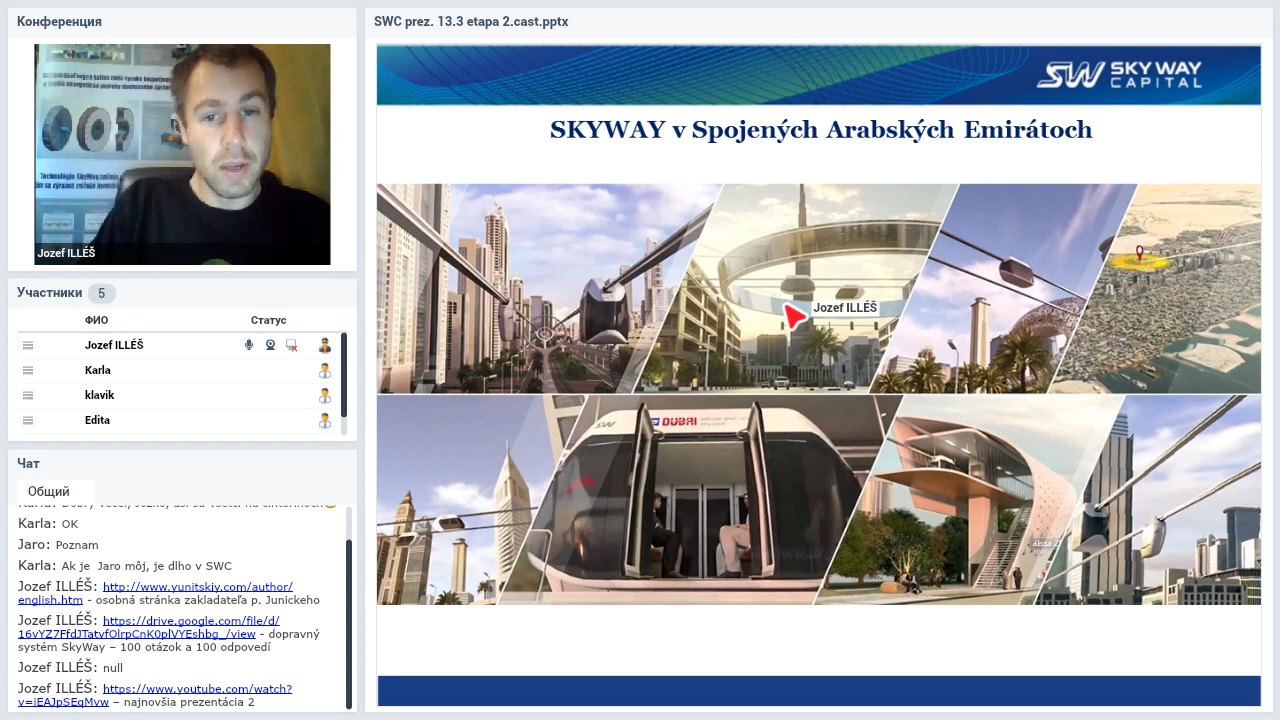 Конференция
Jozef ILLÉŠ
Участники 5
ФИО Статус
Jozef ILLÉŠ
Karla
klavik
Edita
Чат
Общий
Karla: OK
Jaro: Poznam
Karla: Ak je Jaro môj, je dlho v SWC
Jozef ILLÉŠ: http://www.yunitskiy.com/author/
english.htm - osobná stránka zakladateľa p. Junickeho
Jozef ILLÉŠ: https://drive.google.com/file/d/
16vYZ7FfdJTatvfOlrpCnK0plVYEshbg_/view - dopravný
systém SkyWay – 100 otázok a 100 odpovedí
Jozef ILLÉŠ: null
Jozef ILLÉŠ: https://www.youtube.com/watch?
v=iEAJpSEqMvw – najnovšia prezentácia 2
SWC prez. 13.3 etapa 2.cast.pptx
SW SKY WAY
CAPITAL
SKYWAY v Spojených Arabských Emirátoch
Jozef ILLÉŠ
SW
DUBAI